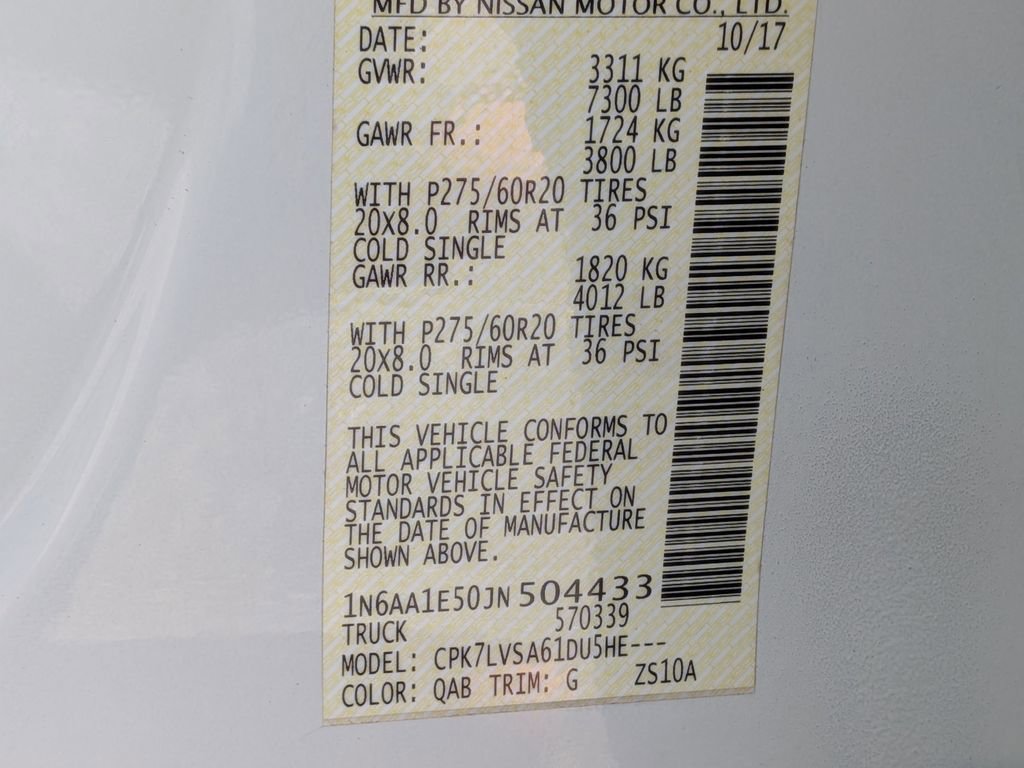 MFD BY NISSAN MOTOR CO., LTD.
DATE: 10/17
GVWR: 3311 KG
7300 LB
GAWR FR.: 1724 KG
3800 LB
WITH P275/60R20 TIRES
20X8.0 RIMS AT 36 PSI
COLD SINGLE
GAWR RR.: 1820 KG
4012 LB
WITH P275/60R20 TIRES
20X8.0 RIMS AT 36 PSI
COLD SINGLE
THIS VEHICLE CONFORMS TO
ALL APPLICABLE FEDERAL
MOTOR VEHICLE SAFETY
STANDARDS IN EFFECT ON
THE DATE OF MANUFACTURE
SHOWN ABOVE.
1N6AA1E50JN504433
TRUCK 570339
MODEL: CPK7LVSA61DU5HE---
COLOR: QAB TRIM: G ZS10A